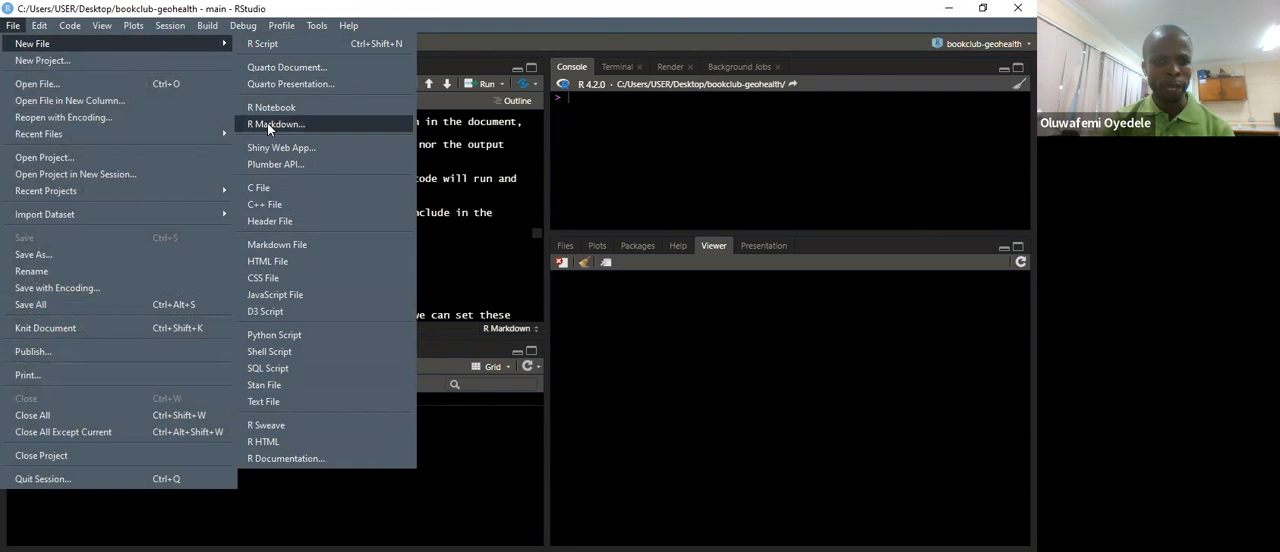 C:/Users/USER/Desktop/bookclub-geohealth - main - RStudio
File Edit Code View Plots Session Build Debug Profile Tools Help
New File
New Project...
Open File... Ctrl+O
Open File in New Column...
Reopen with Encoding...
Recent Files
Open Project...
Open Project in New Session...
Recent Projects
Import Dataset
Save Ctrl+S
Save As...
Rename
Save with Encoding...
Save All Ctrl+Alt+S
Knit Document Ctrl+Shift+K
Publish...
Print...
Close Ctrl+W
Close All Ctrl+Shift+W
Close All Except Current Ctrl+Alt+Shift+W
Close Project
Quit Session... Ctrl+Q
R Script Ctrl+Shift+N
Quarto Document...
Quarto Presentation...
R Notebook
R Markdown...
Shiny Web App...
Plumber API...
C File
C++ File
Header File
Markdown File
HTML File
CSS File
JavaScript File
D3 Script
Python Script
Shell Script
SQL Script
Stan File
Text File
R Sweave
R HTML
R Documentation...
Run
Outline
in the document,
nor the output
ode will run and
clude in the
we can set these
R Markdown
Grid
bookclub-geohealth
Console Terminal Render Background Jobs
R 4.2.0 · C:/Users/USER/Desktop/bookclub-geohealth/
>
Files Plots Packages Help Viewer Presentation
Oluwafemi Oyedele